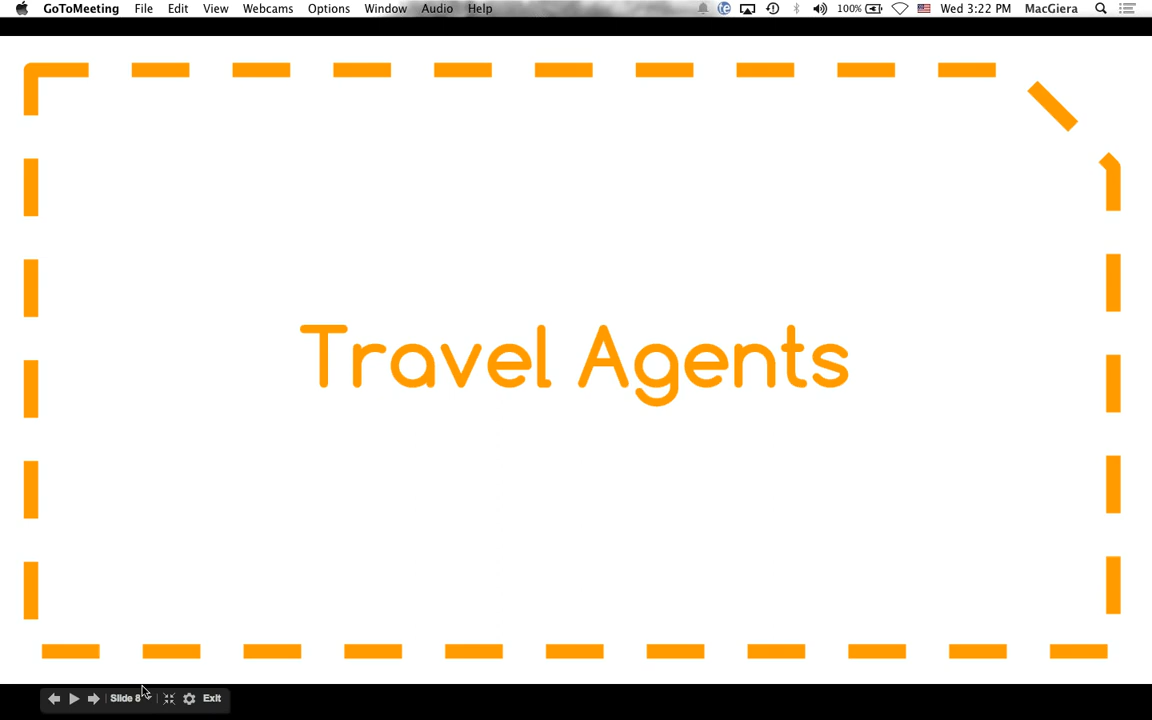 GoToMeeting File Edit View Webcams Options Window Audio Help 100% Wed 3:22 PM MacGiera
Travel Agents
Slide 8 Exit